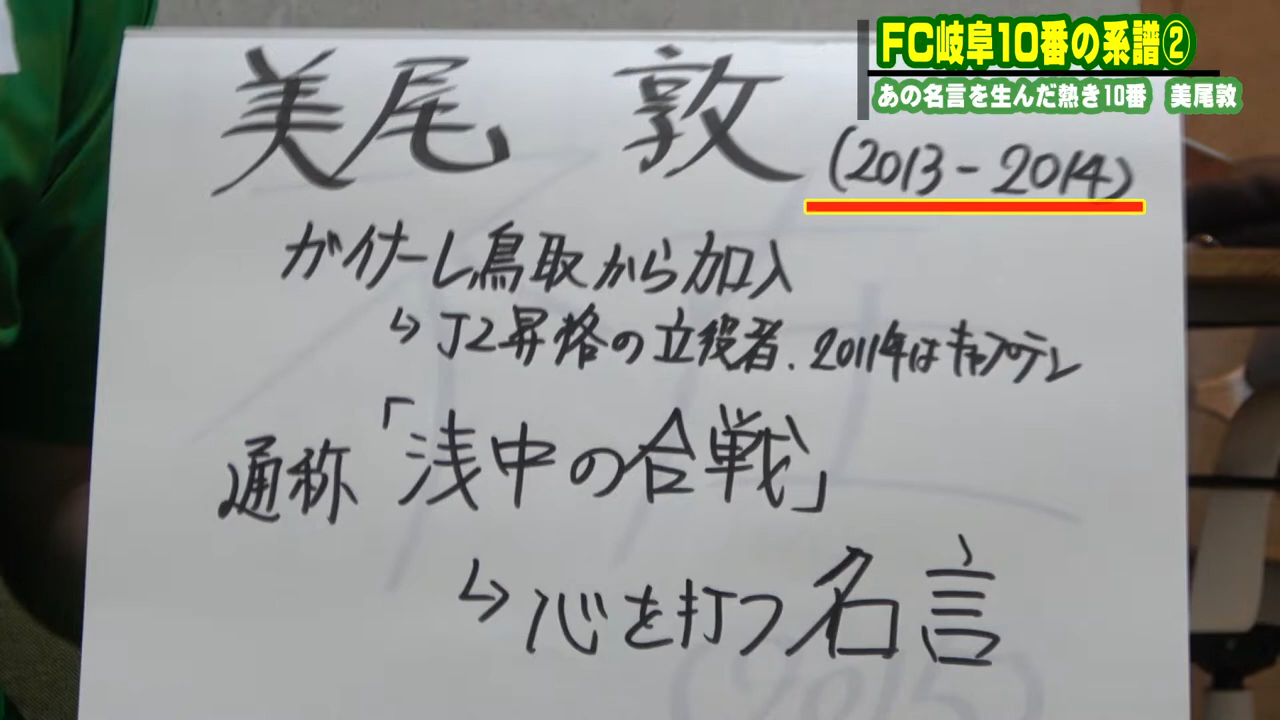 FC岐阜10番の系譜②
あの名言を生んだ熱き10番　美尾敦
美尾 敦 (2013-2014)
ガイナーレ鳥取から加入
↳ J2昇格の立役者. 2011年はキャプテン
通称「浅中の合戦」
↳ 心を打つ名言